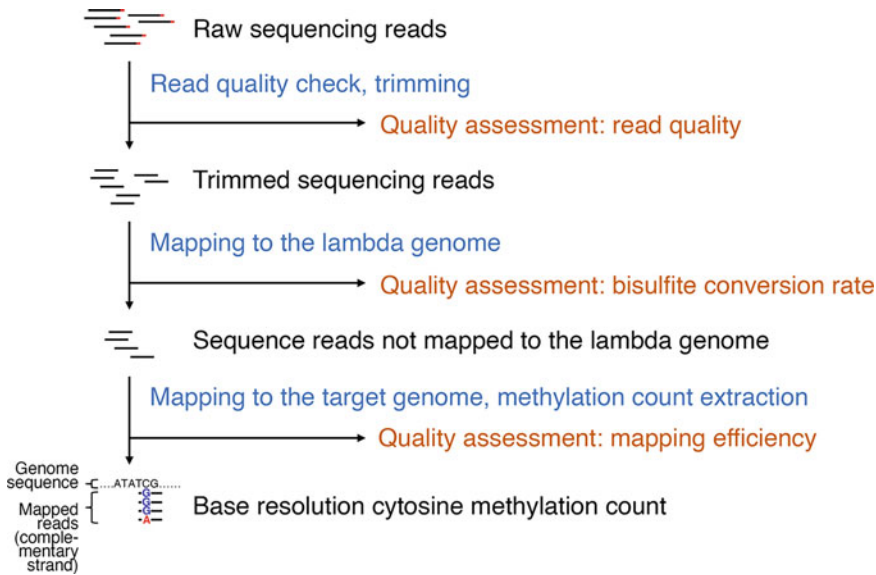 Raw sequencing reads
Read quality check, trimming
Quality assessment: read quality
Trimmed sequencing reads
Mapping to the lambda genome
Quality assessment: bisulfite conversion rate
Sequence reads not mapped to the lambda genome
Mapping to the target genome, methylation count extraction
Quality assessment: mapping efficiency
Genome
sequence
....ATATCG......
Mapped
reads
(comple-
mentary
strand)
G
G
G
A
Base resolution cytosine methylation count